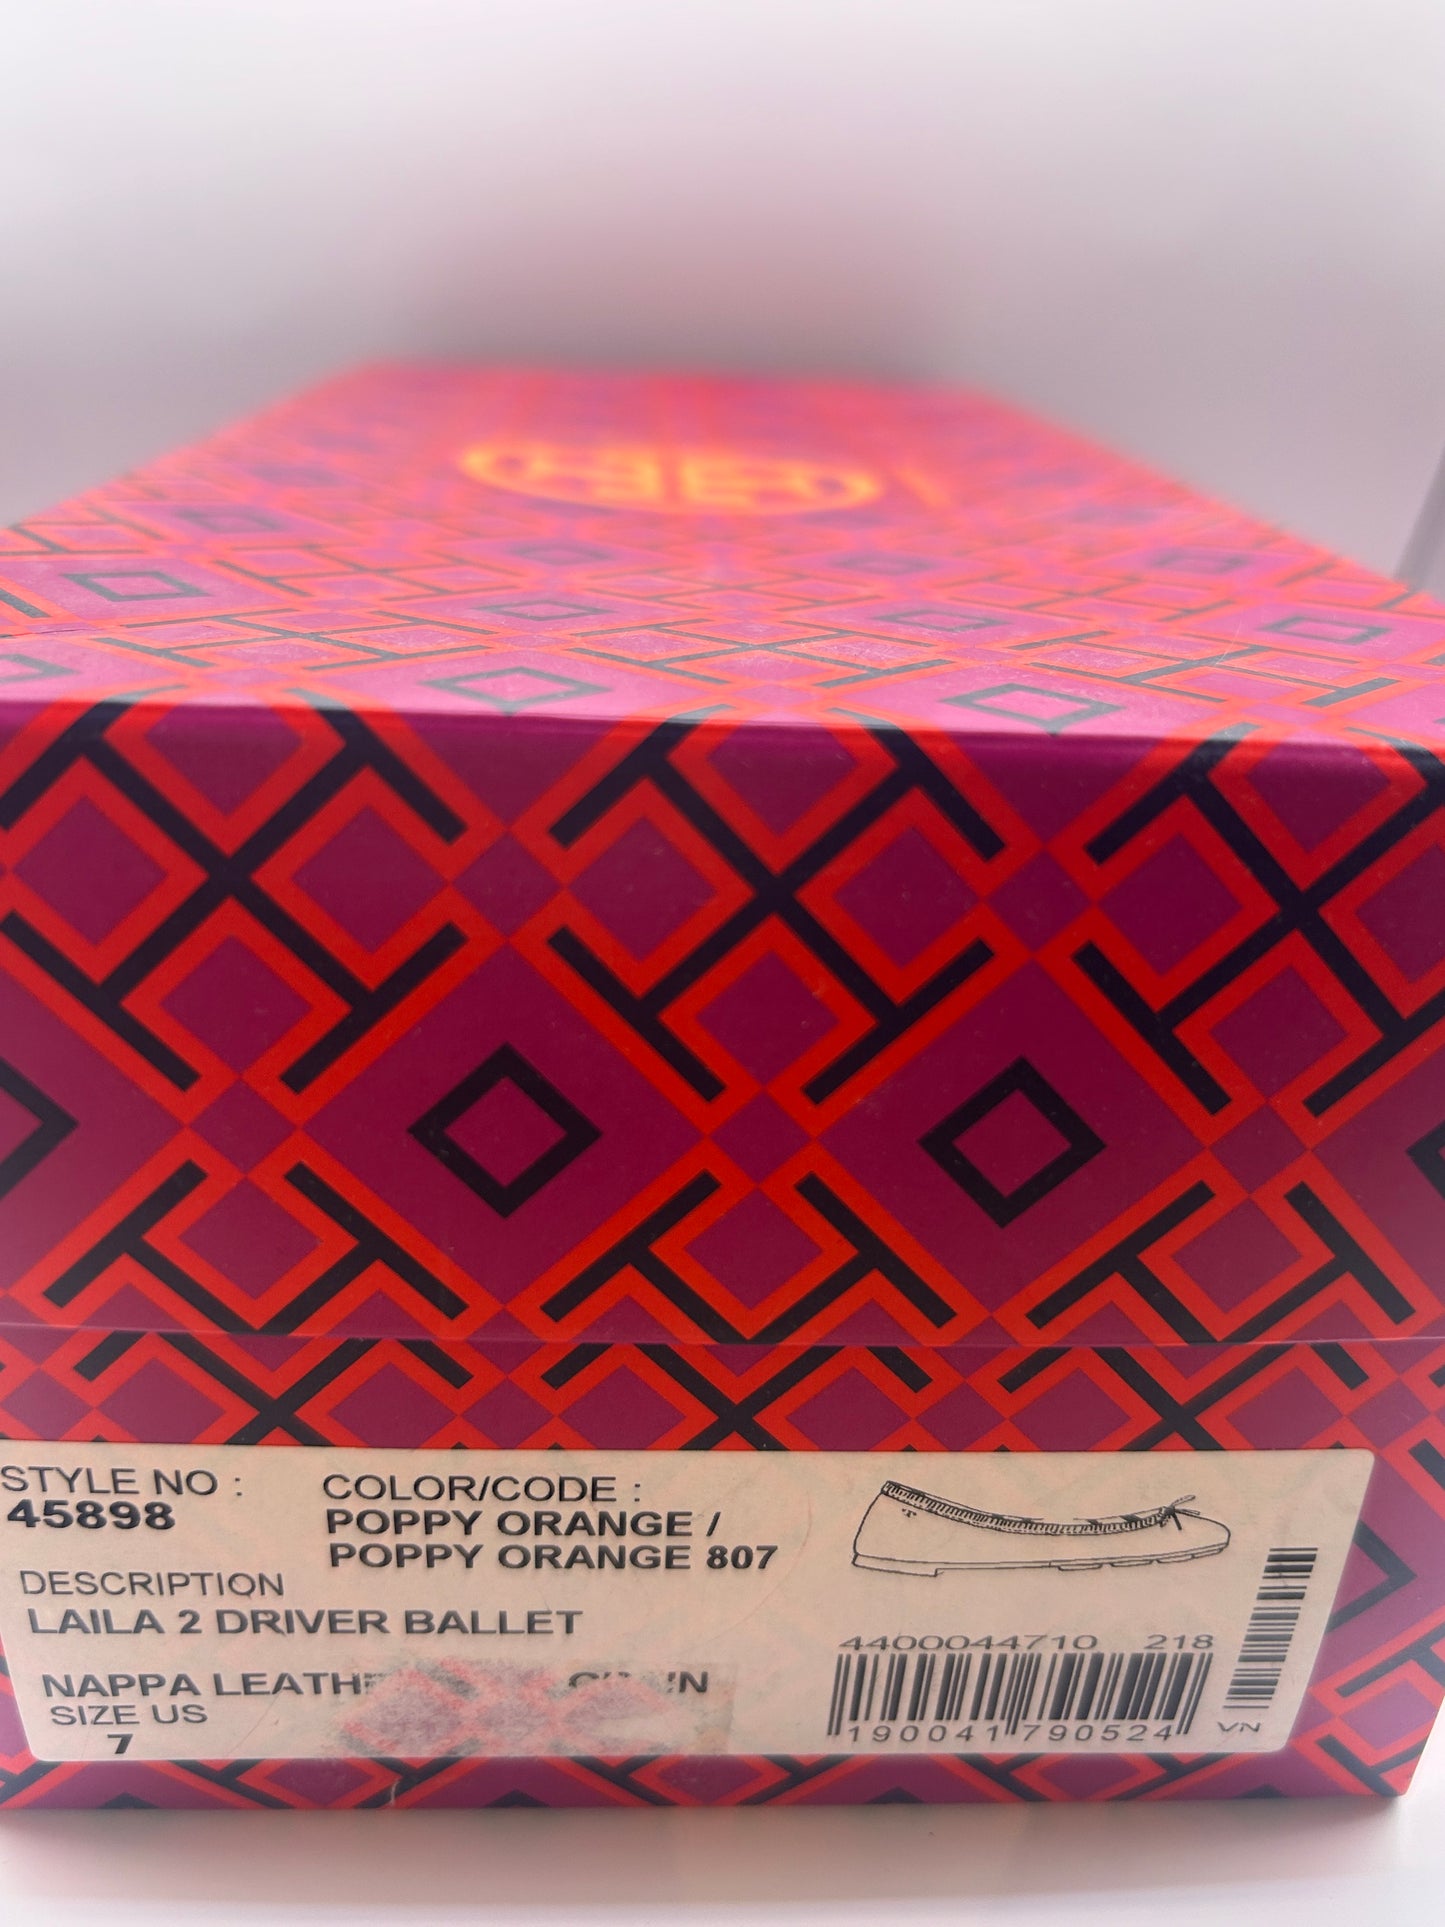 STYLE NO :
45898
COLOR/CODE :
POPPY ORANGE /
POPPY ORANGE 807
DESCRIPTION
LAILA 2 DRIVER BALLET
NAPPA
SIZE US
7
4400044710 218
190041790524
VN